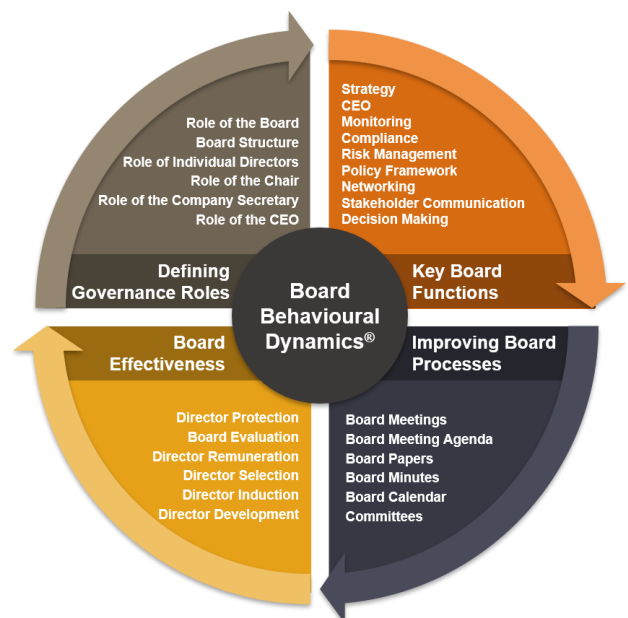 Role of the Board
Board Structure
Role of Individual Directors
Role of the Chair
Role of the Company Secretary
Role of the CEO
Defining
Governance Roles
Strategy
CEO
Monitoring
Compliance
Risk Management
Policy Framework
Networking
Stakeholder Communication
Decision Making
Key Board
Functions
Board
Behavioural
Dynamics®
Board
Effectiveness
Director Protection
Board Evaluation
Director Remuneration
Director Selection
Director Induction
Director Development
Improving Board
Processes
Board Meetings
Board Meeting Agenda
Board Papers
Board Minutes
Board Calendar
Committees